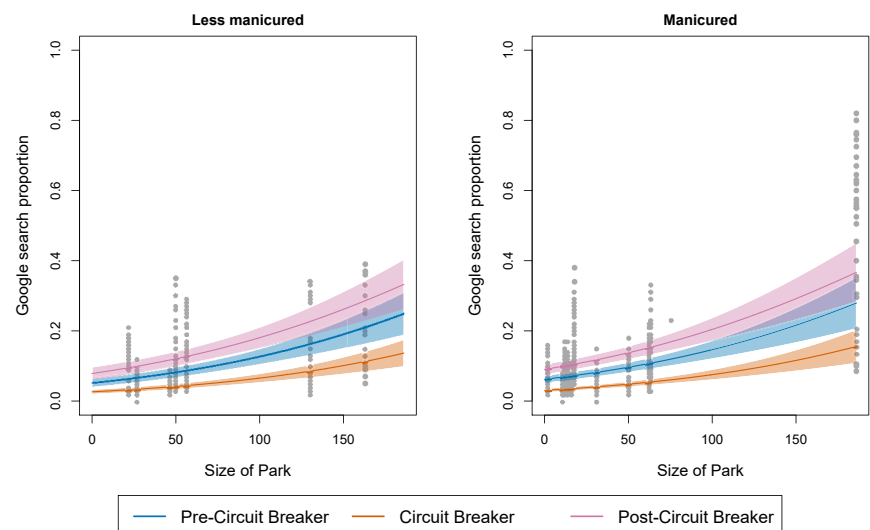 Less manicured
Manicured
Google search proportion
1.0
0.8
0.6
0.4
0.2
0.0
0 50 100 150
Size of Park
Google search proportion
1.0
0.8
0.6
0.4
0.2
0.0
0 50 100 150
Size of Park
Pre-Circuit Breaker Circuit Breaker Post-Circuit Breaker